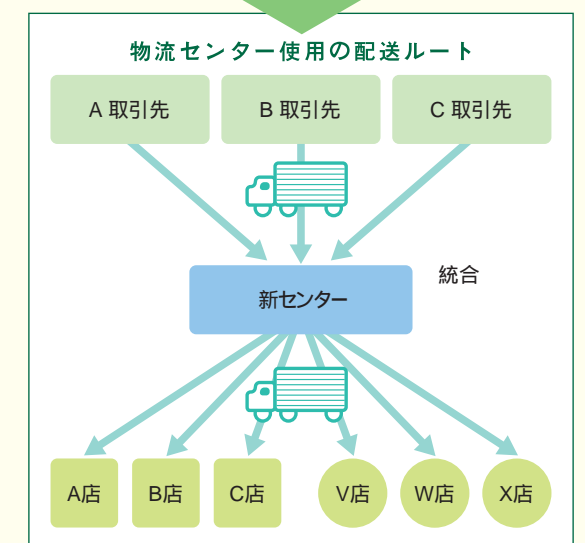 物流センター使用の配送ルート
A 取引先
B 取引先
C 取引先
新センター
統合
A店
B店
C店
V店
W店
X店